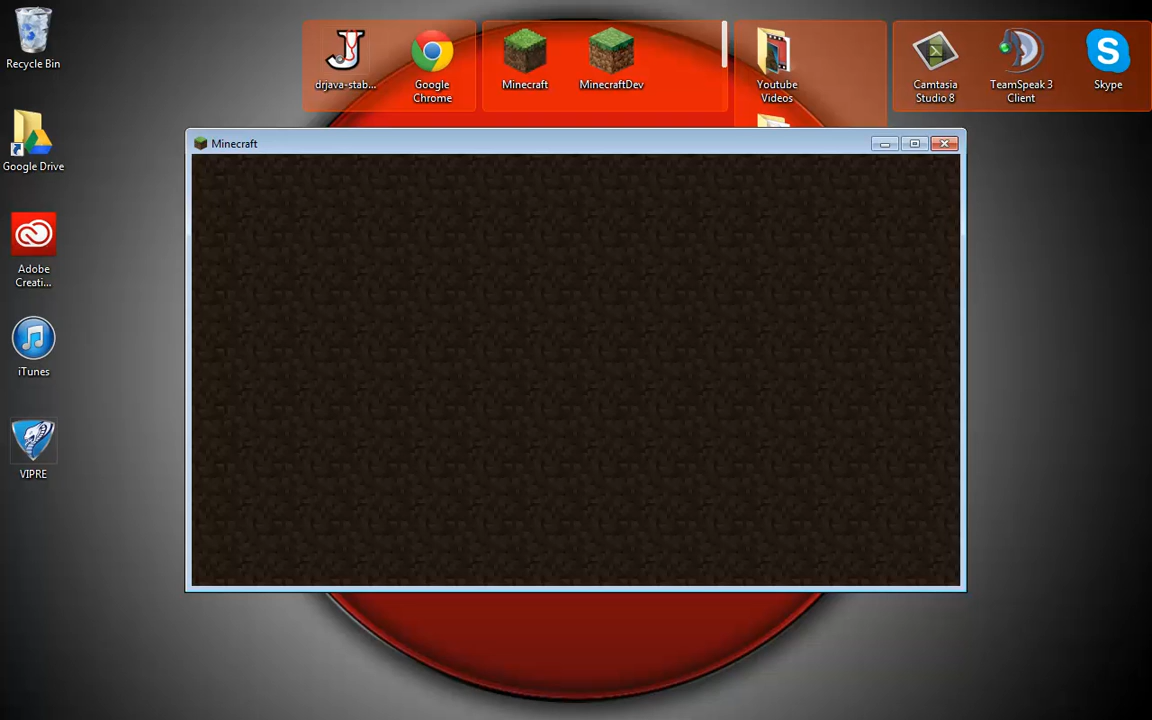 Recycle Bin
drjava-stab...
Google
Chrome
Minecraft
MinecraftDev
Youtube
Videos
Camtasia
Studio 8
TeamSpeak 3
Client
S
Skype
Minecraft
Google Drive
Adobe
Creati...
iTunes
VIPRE